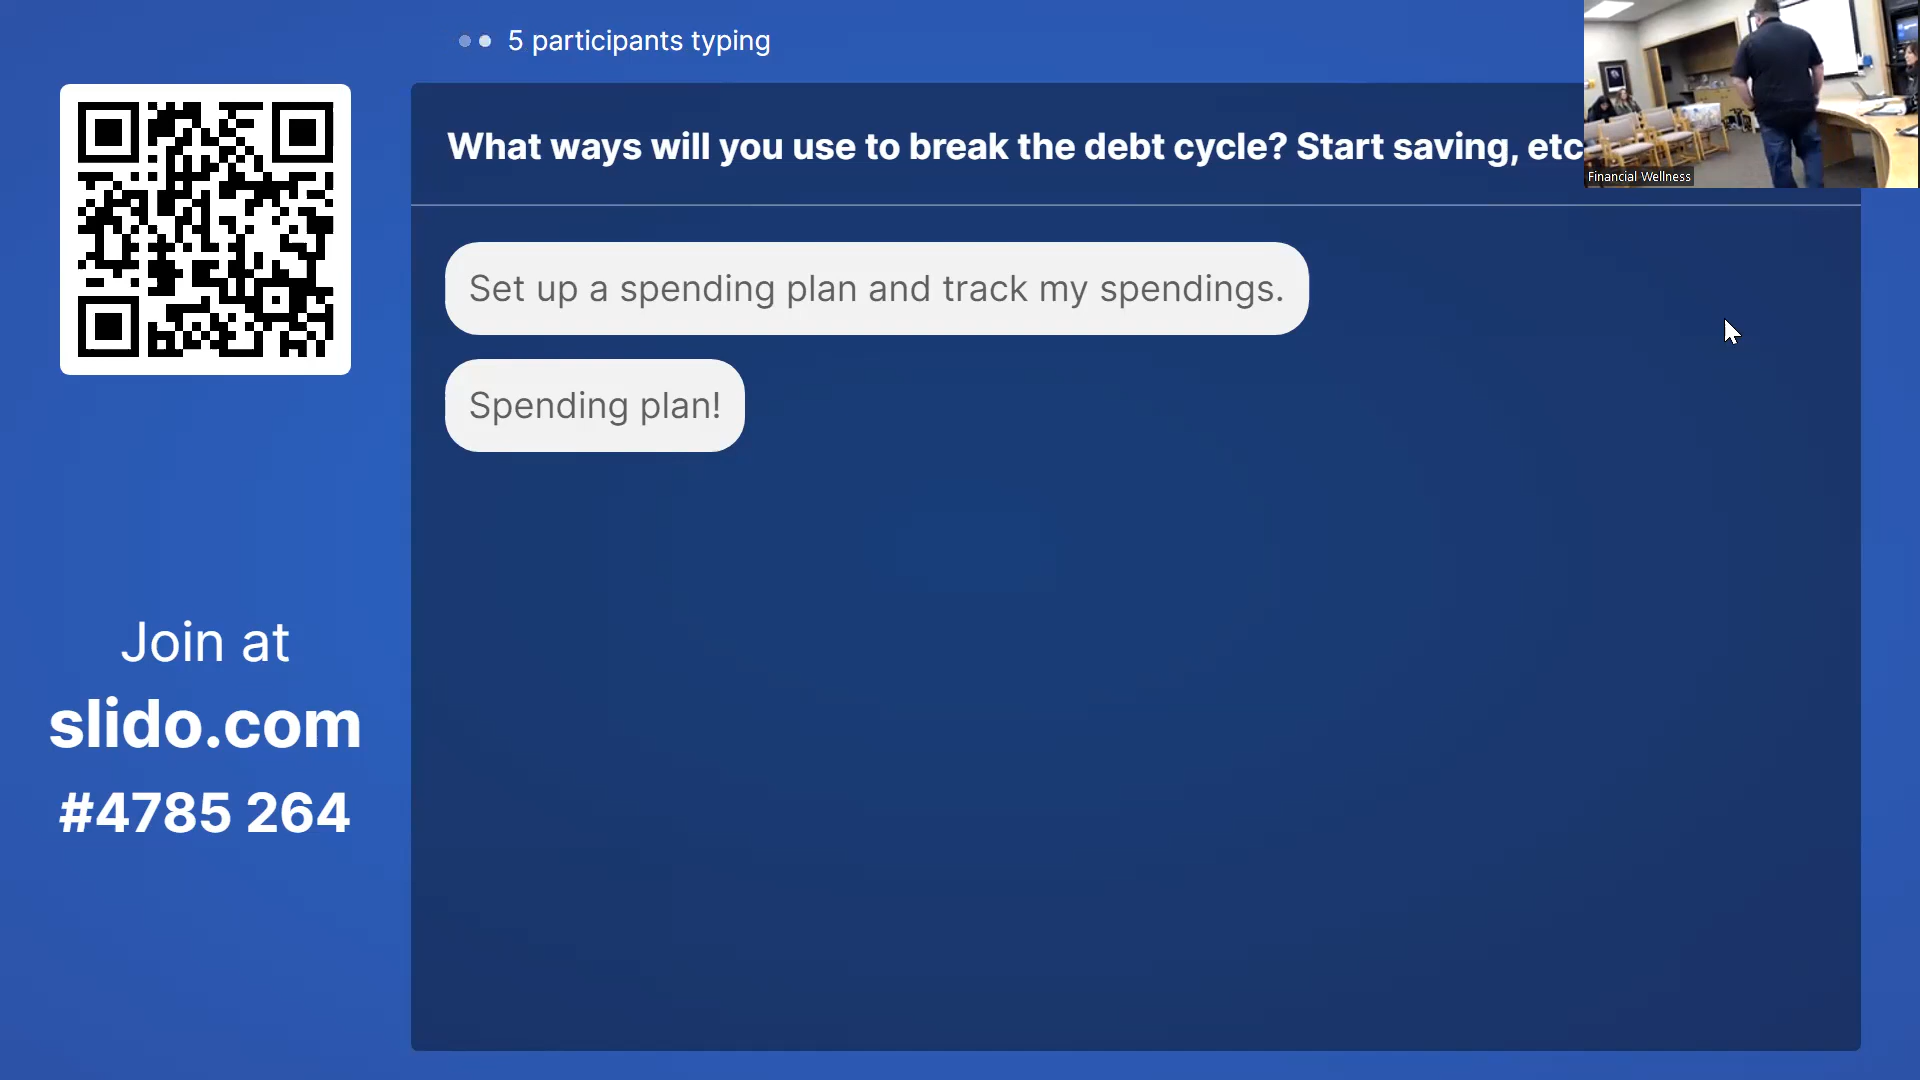 5 participants typing
What ways will you use to break the debt cycle? Start saving, etc
Financial Wellness
Set up a spending plan and track my spendings.
Spending plan!
Join at
slido.com
#4785 264